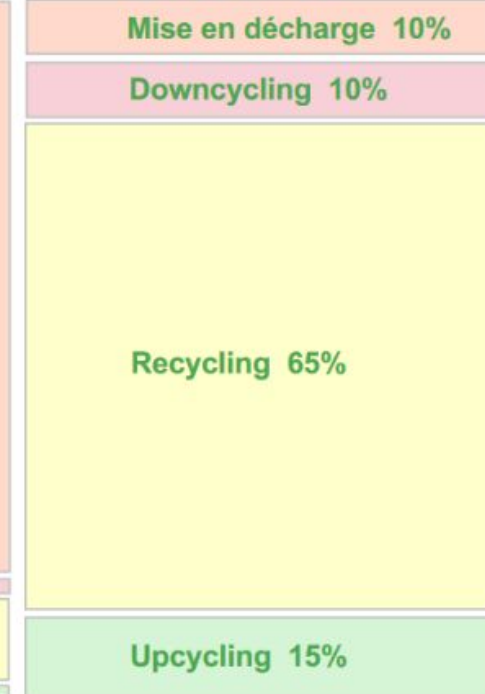 Mise en décharge 10%
Downcycling 10%
Recycling 65%
Upcycling 15%